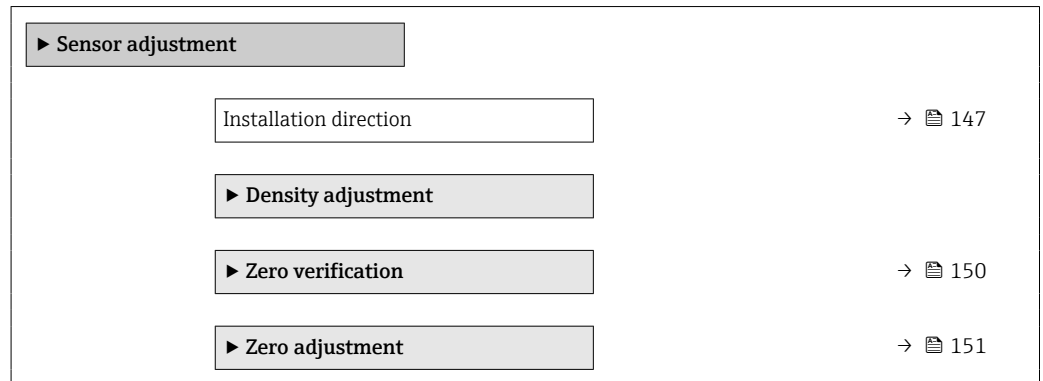 ▶ Sensor adjustment
Installation direction → 147
▶ Density adjustment
▶ Zero verification → 150
▶ Zero adjustment → 151